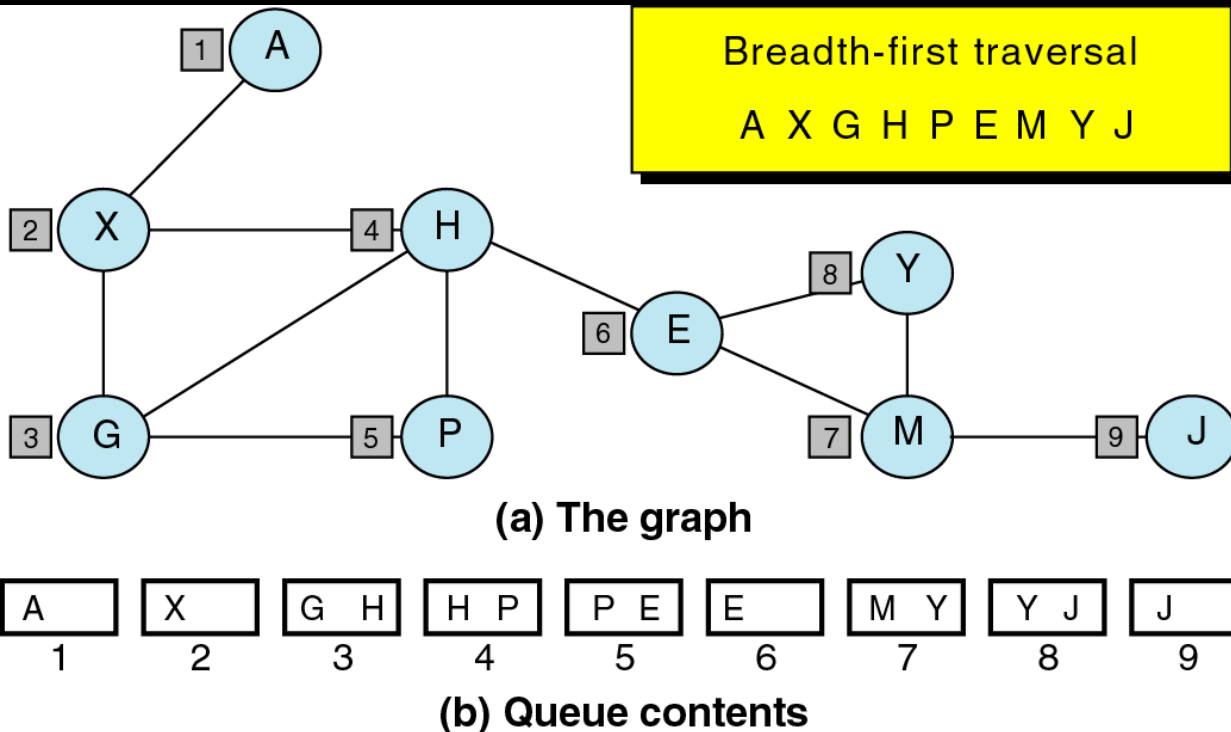 Breadth-first traversal
A X G H P E M Y J
1 A
2 X
4 H
8 Y
6 E
3 G
5 P
7 M
9 J
(a) The graph
A
X
G H
H P
P E
E
M Y
Y J
J
1 2 3 4 5 6 7 8 9
(b) Queue contents